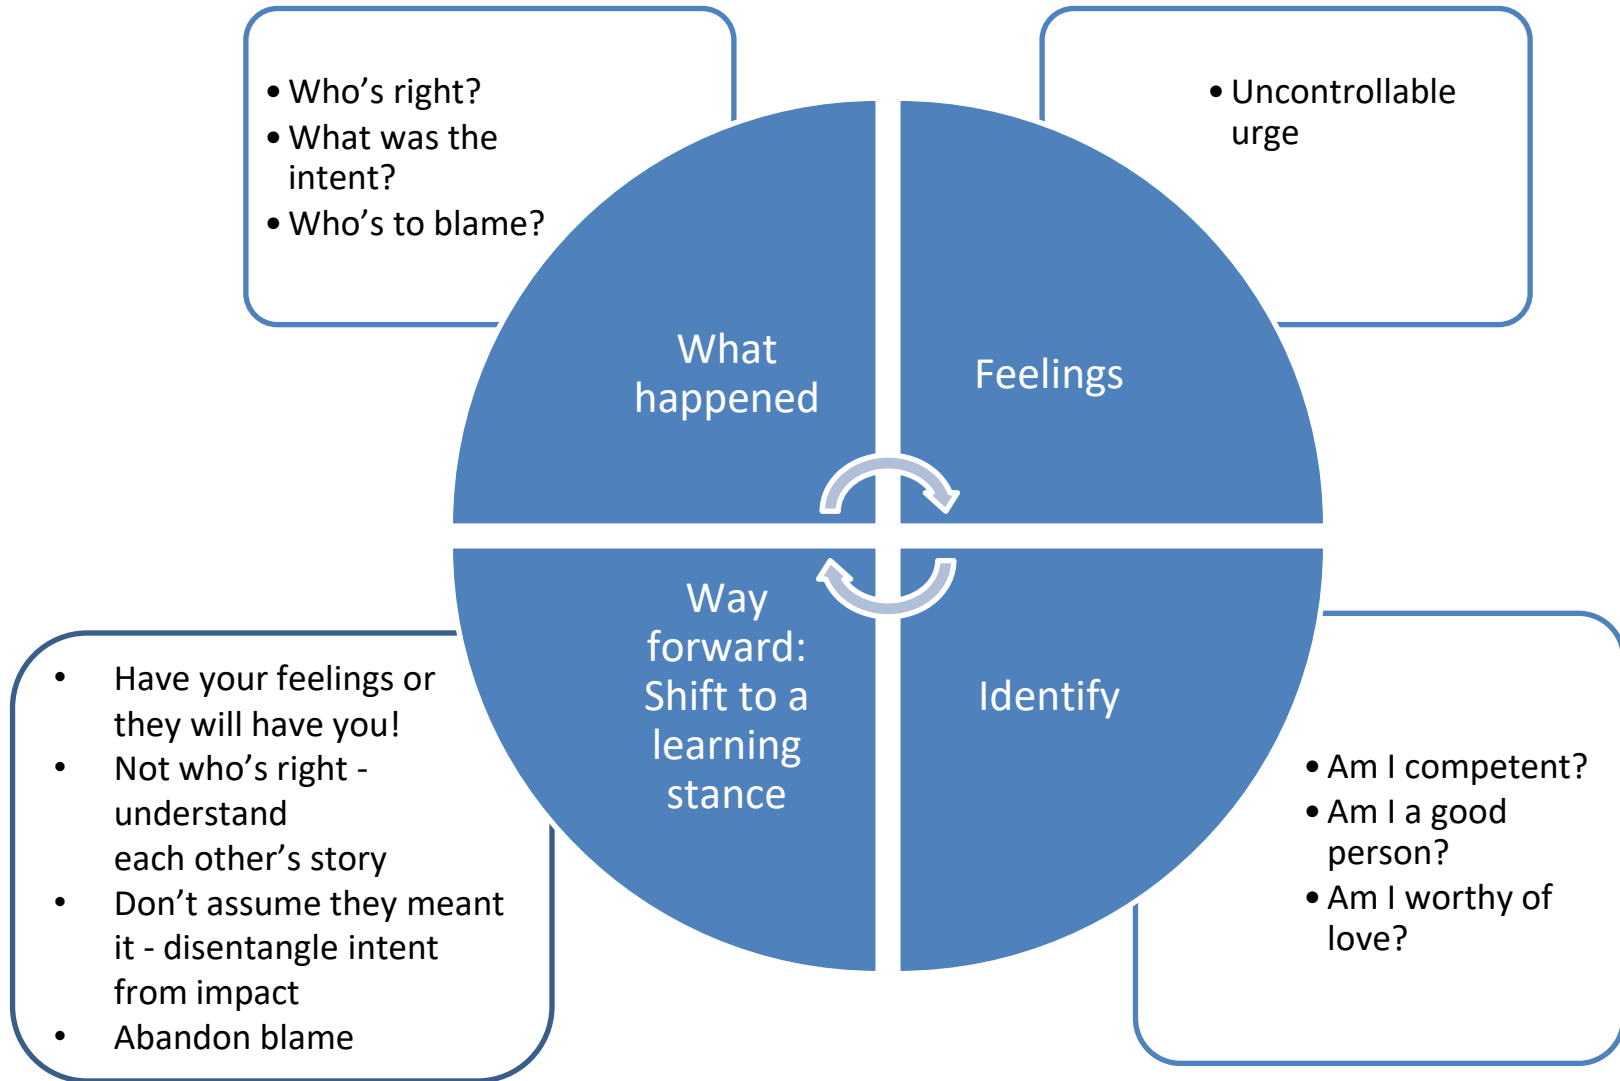 • Who’s right?
• What was the
intent?
• Who’s to blame?
• Uncontrollable
urge
What
happened
Feelings
Way
forward:
Shift to a
learning
stance
Identify
• Have your feelings or
they will have you!
• Not who’s right -
understand
each other’s story
• Don’t assume they meant
it - disentangle intent
from impact
• Abandon blame
• Am I competent?
• Am I a good
person?
• Am I worthy of
love?